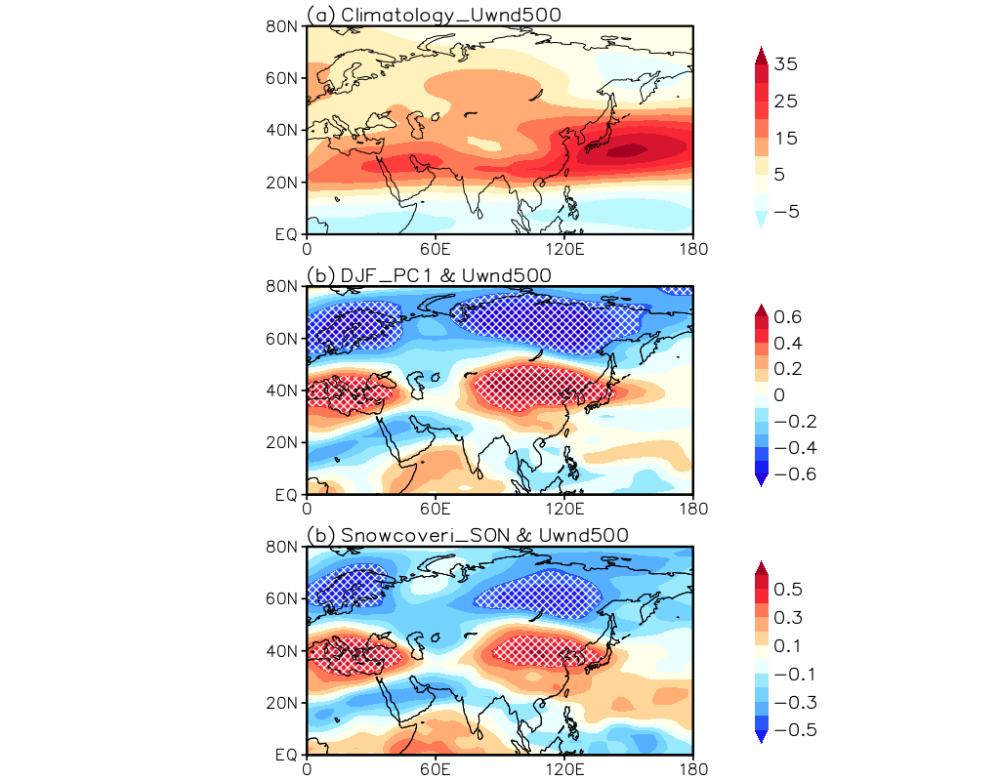 (a) Climatology_Uwnd500
80N
60N
40N
20N
EQ
0 60E 120E 180
35
25
15
5
−5
(b) DJF_PC1 & Uwnd500
80N
60N
40N
20N
EQ
0 60E 120E 180
0.6
0.4
0.2
0
−0.2
−0.4
−0.6
(b) Snowcoveri_SON & Uwnd500
80N
60N
40N
20N
EQ
0 60E 120E 180
0.5
0.3
0.1
−0.1
−0.3
−0.5